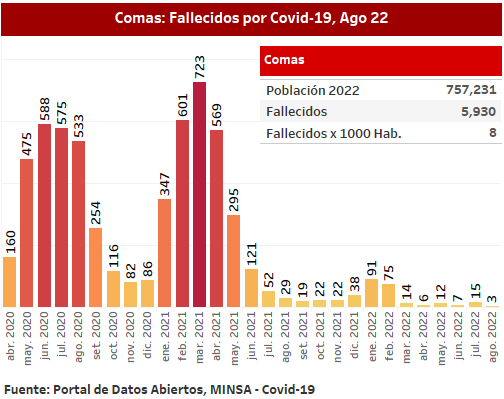 Comas: Fallecidos por Covid-19, Ago 22
Comas
Población 2022 757,231
Fallecidos 5,930
Fallecidos x 1000 Hab. 8
160
475
588
575
533
254
116
82
86
347
601
723
569
295
121
52
29
19
22
22
38
91
75
14
6
12
7
15
3
abr. 2020
may. 2020
jun. 2020
jul. 2020
ago. 2020
set. 2020
oct. 2020
nov. 2020
dic. 2020
ene. 2021
feb. 2021
mar. 2021
abr. 2021
may. 2021
jun. 2021
jul. 2021
ago. 2021
set. 2021
oct. 2021
nov. 2021
dic. 2021
ene. 2022
feb. 2022
mar. 2022
abr. 2022
may. 2022
jun. 2022
jul. 2022
ago. 2022
Fuente: Portal de Datos Abiertos, MINSA - Covid-19